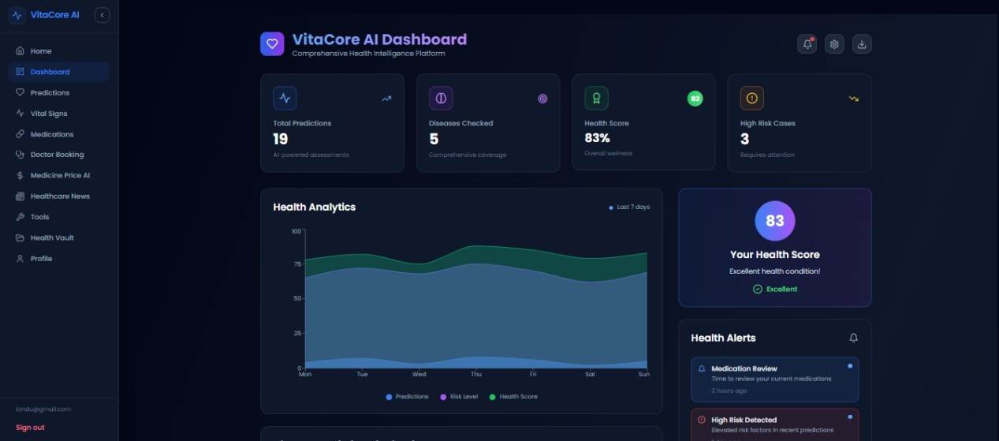 VitaCore AI
Home
Dashboard
Predictions
Vital Signs
Medications
Doctor Booking
Medicine Price AI
Healthcare News
Tools
Health Vault
Profile
bindu@gmail.com
Sign out
VitaCore AI Dashboard
Comprehensive Health Intelligence Platform
Total Predictions
19
AI-powered assessments
Diseases Checked
5
Comprehensive coverage
83
Health Score
83%
Overall wellness
High Risk Cases
3
Requires attention
Health Analytics
Last 7 days
100
75
50
25
0
Mon Tue Wed Thu Fri Sat Sun
Predictions Risk Level Health Score
83
Your Health Score
Excellent health condition!
Excellent
Health Alerts
Medication Review
Time to review your current medications
2 hours ago
High Risk Detected
Elevated risk factors in recent predictions